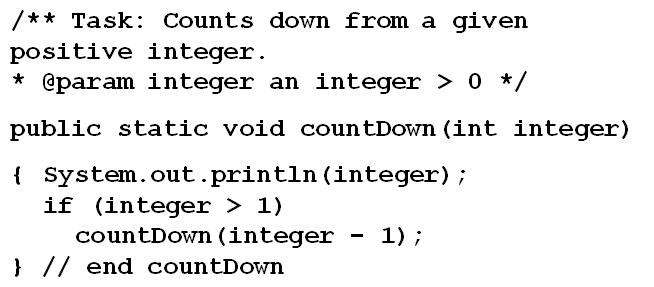 /** Task: Counts down from a given
positive integer.
* @param integer an integer > 0 */
public static void countDown(int integer)
{ System.out.println(integer);
if (integer > 1)
countDown(integer - 1);
} // end countDown